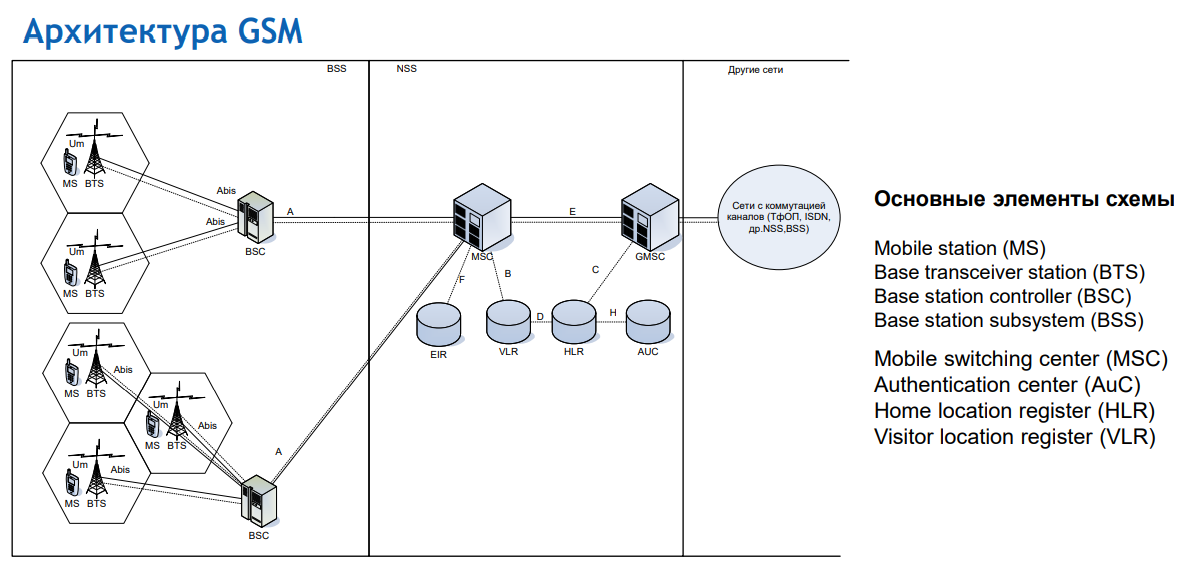 Архитектура GSM
BSS
NSS
Другие сети
Um
MS
BTS
Abis
Abis
Um
MS
BTS
BSC
A
MSC
E
GMSC
Сети с коммутацией
каналов (ТфОП, ISDN,
др.NSS,BSS)
F
B
C
D
H
EIR
VLR
HLR
AUC
Um
Abis
MS
BTS
Um
Abis
MS
BTS
Um
Abis
MS
BTS
A
BSC
Основные элементы схемы
Mobile station (MS)
Base transceiver station (BTS)
Base station controller (BSC)
Base station subsystem (BSS)
Mobile switching center (MSC)
Authentication center (AuC)
Home location register (HLR)
Visitor location register (VLR)